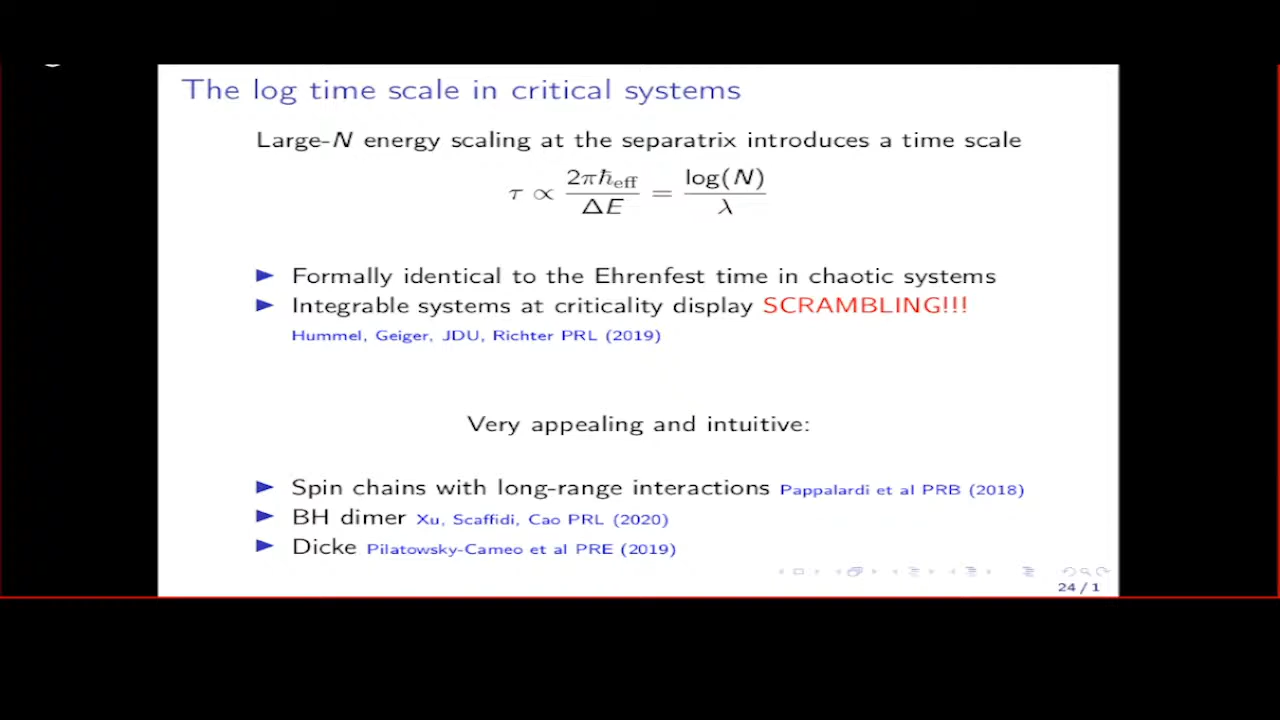 The log time scale in critical systems
Large-N energy scaling at the separatrix introduces a time scale
τ ∝ 2πℏeff / ΔE = log(N) / λ
▶ Formally identical to the Ehrenfest time in chaotic systems
▶ Integrable systems at criticality display SCRAMBLING!!!
Hummel, Geiger, JDU, Richter PRL (2019)
Very appealing and intuitive:
▶ Spin chains with long-range interactions Pappalardi et al PRB (2018)
▶ BH dimer Xu, Scaffidi, Cao PRL (2020)
▶ Dicke Pilatowsky-Cameo et al PRE (2019)
24 / 1